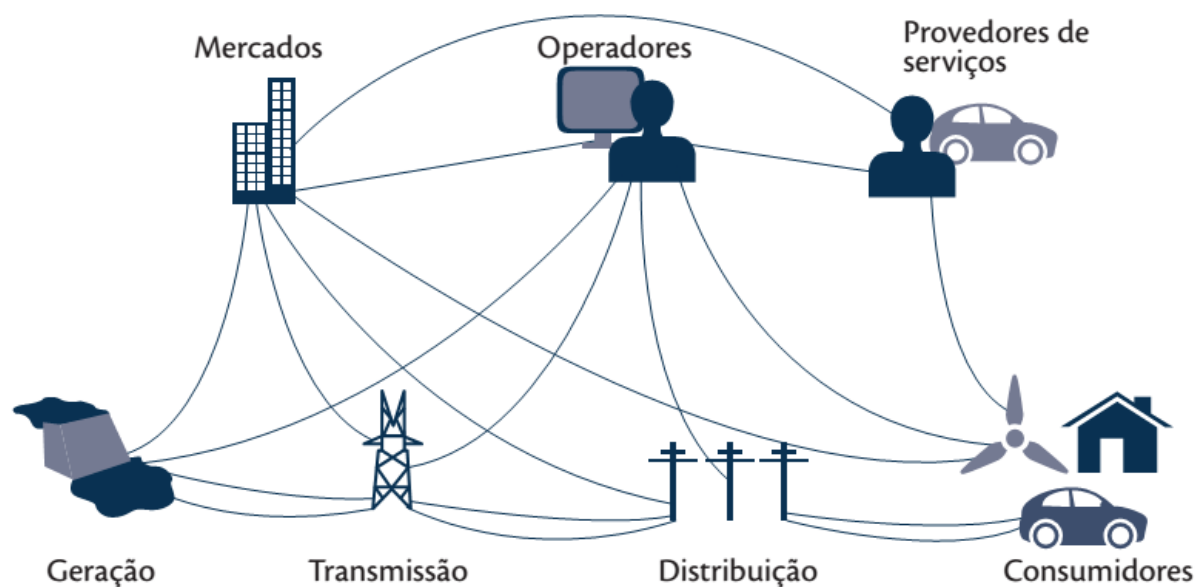 Mercados
Operadores
Provedores de
serviços
Geração
Transmissão
Distribuição
Consumidores